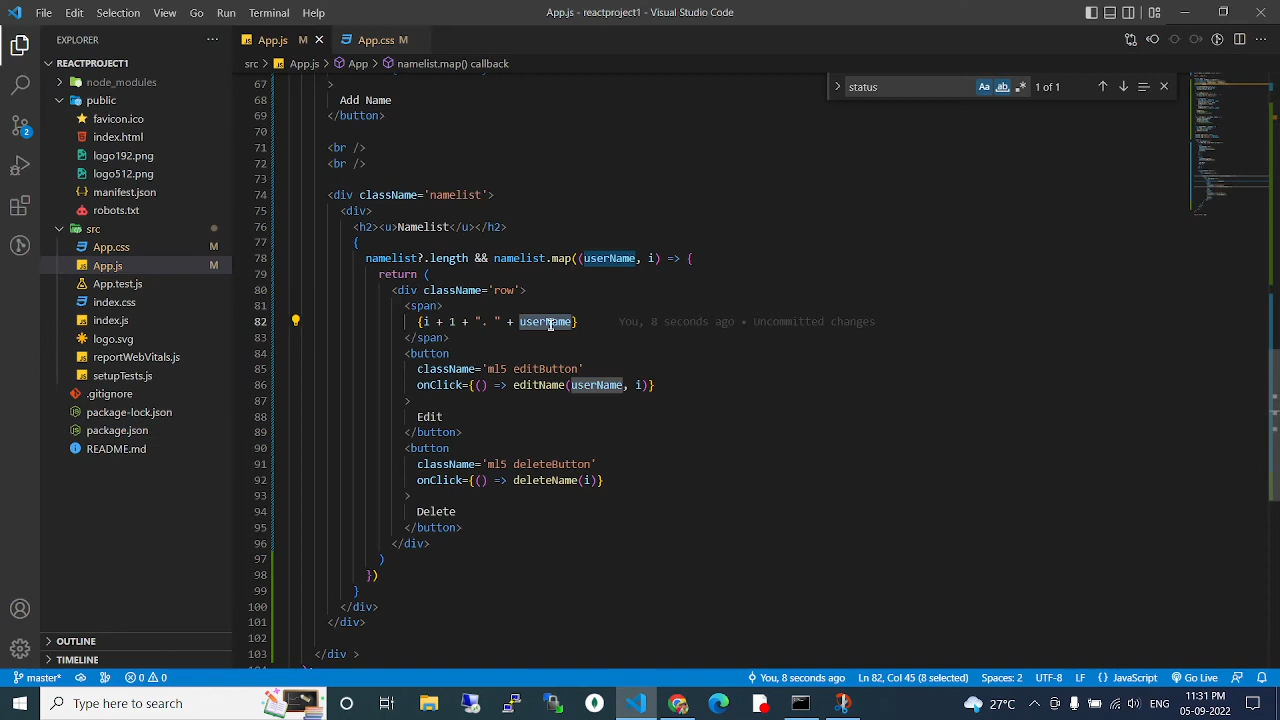 File Edit Selection View Go Run Terminal Help App.js - reactproject1 - Visual Studio Code
EXPLORER
REACTPROJECT1
node_modules
public
favicon.ico
index.html
logo192.png
logo512.png
manifest.json
robots.txt
src
App.css M
App.js M
App.test.js
index.css
index.js
reportWebVitals.js
setupTests.js
.gitignore
package-lock.json
package.json
README.md
OUTLINE
TIMELINE
2
App.js M
App.css M
src > App.js > App > namelist.map() callback
status Aa ab 1 of 1
67 >
68 Add Name
69 </button>
70
71 <br />
72 <br />
73
74 <div className='namelist'>
75 <div>
76 <h2><u>Namelist</u></h2>
77 {
78 namelist?.length && namelist.map((userName, i) => {
79 return (
80 <div className='row'>
81 <span>
82 {i + 1 + ". " + userName} You, 8 seconds ago • Uncommitted changes
83 </span>
84 <button
85 className='ml5 editButton'
86 onClick={() => editName(userName, i)}
87 >
88 Edit
89 </button>
90 <button
91 className='ml5 deleteButton'
92 onClick={() => deleteName(i)}
93 >
94 Delete
95 </button>
96 </div>
97 )
98 })
99 }
100 </div>
101 </div>
102
103 </div >
master* 0 0 You, 8 seconds ago Ln 82, Col 45 (8 selected) UTF-8 LF JavaScript Go Live
Type here to search
11:31 PM